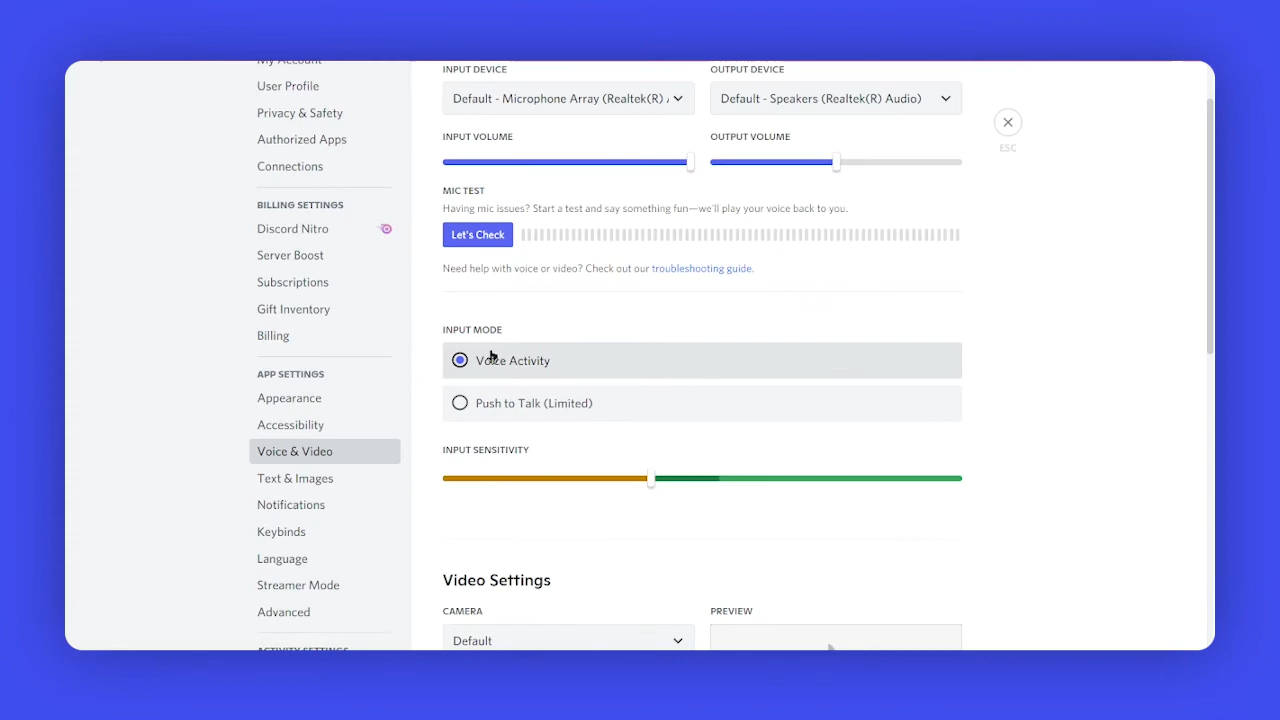 My Account
User Profile
Privacy & Safety
Authorized Apps
Connections
BILLING SETTINGS
Discord Nitro
Server Boost
Subscriptions
Gift Inventory
Billing
APP SETTINGS
Appearance
Accessibility
Voice & Video
Text & Images
Notifications
Keybinds
Language
Streamer Mode
Advanced
ACTIVITY SETTINGS
INPUT DEVICE
Default - Microphone Array (Realtek(R)
OUTPUT DEVICE
Default - Speakers (Realtek(R) Audio)
INPUT VOLUME
OUTPUT VOLUME
MIC TEST
Having mic issues? Start a test and say something fun—we'll play your voice back to you.
Let's Check
Need help with voice or video? Check out our troubleshooting guide.
INPUT MODE
Voice Activity
Push to Talk (Limited)
INPUT SENSITIVITY
Video Settings
CAMERA
Default
PREVIEW
ESC